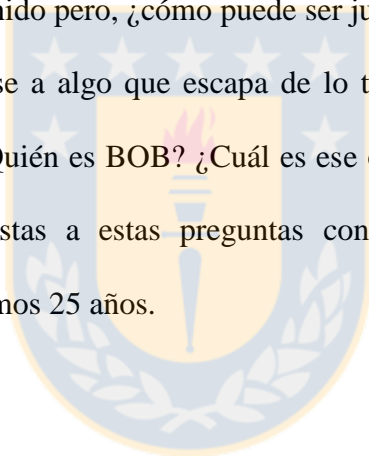 nido pero, ¿cómo puede ser ju
se a algo que escapa de lo t
Quién es BOB? ¿Cuál es ese
stas a estas preguntas con
mos 25 años.